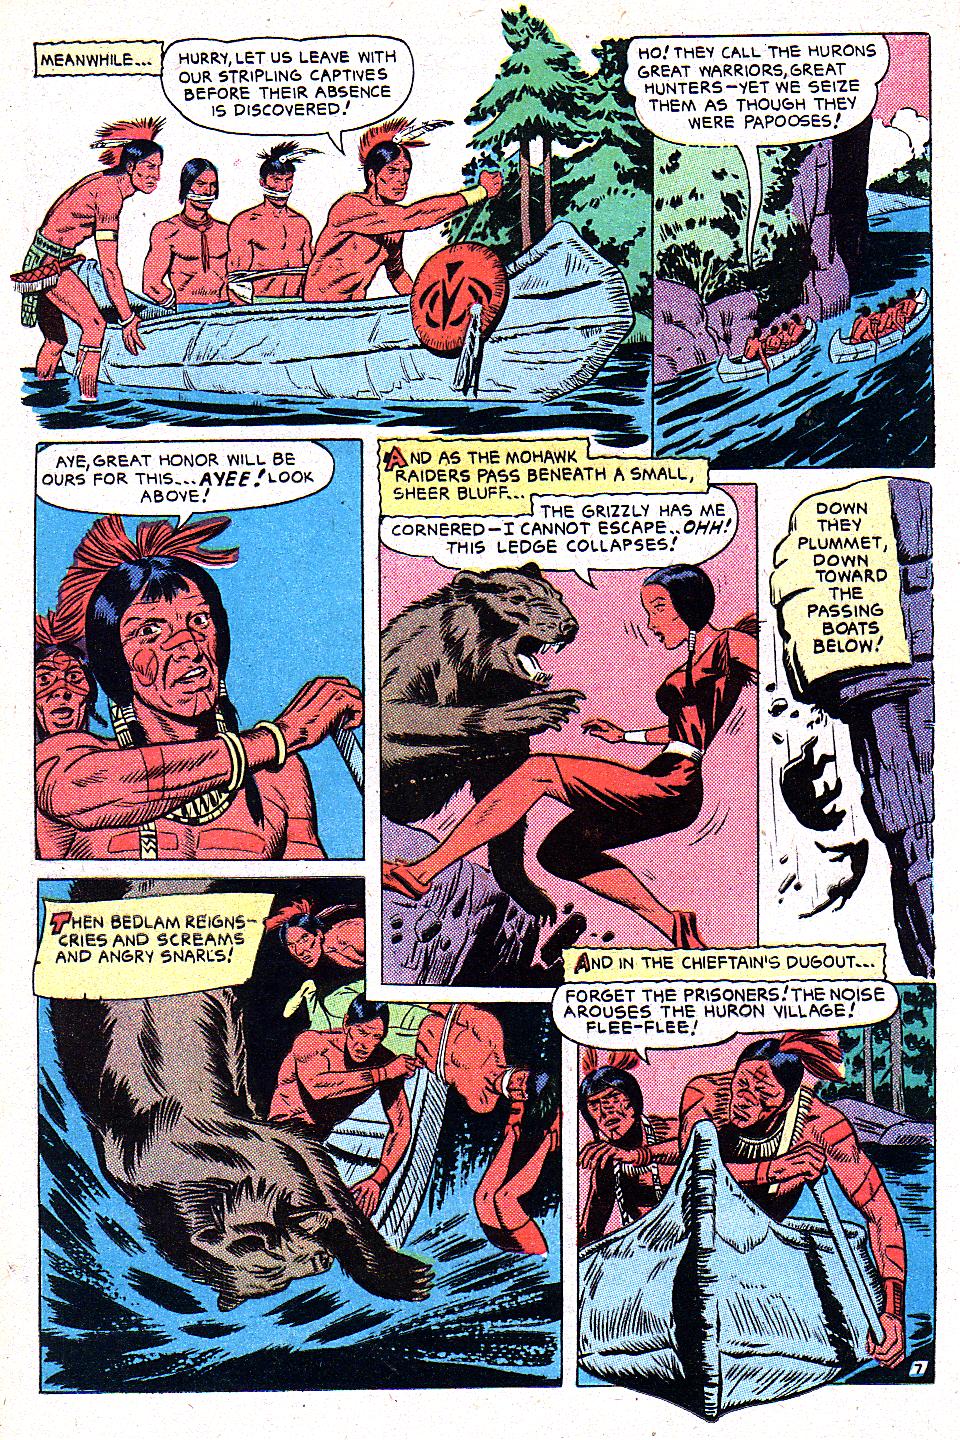 MEANWHILE...
HURRY, LET US LEAVE WITH
OUR STRIPLING CAPTIVES
BEFORE THEIR ABSENCE
IS DISCOVERED!
HO! THEY CALL THE HURONS
GREAT WARRIORS, GREAT
HUNTERS-YET WE SEIZE
THEM AS THOUGH THEY
WERE PAPOOSES!
AYE, GREAT HONOR WILL BE
OURS FOR THIS... AYEE! LOOK
ABOVE!
AND AS THE MOHAWK
RAIDERS PASS BENEATH A SMALL,
SHEER BLUFF...
THE GRIZZLY HAS ME
CORNERED-I CANNOT ESCAPE.. OHH!
THIS LEDGE COLLAPSES!
DOWN
THEY
PLUMMET,
DOWN
TOWARD
THE
PASSING
BOATS
BELOW!
THEN BEDLAM REIGNS-
CRIES AND SCREAMS
AND ANGRY SNARLS!
AND IN THE CHIEFTAIN'S DUGOUT...
FORGET THE PRISONERS! THE NOISE
AROUSES THE HURON VILLAGE!
FLEE-FLEE!
7